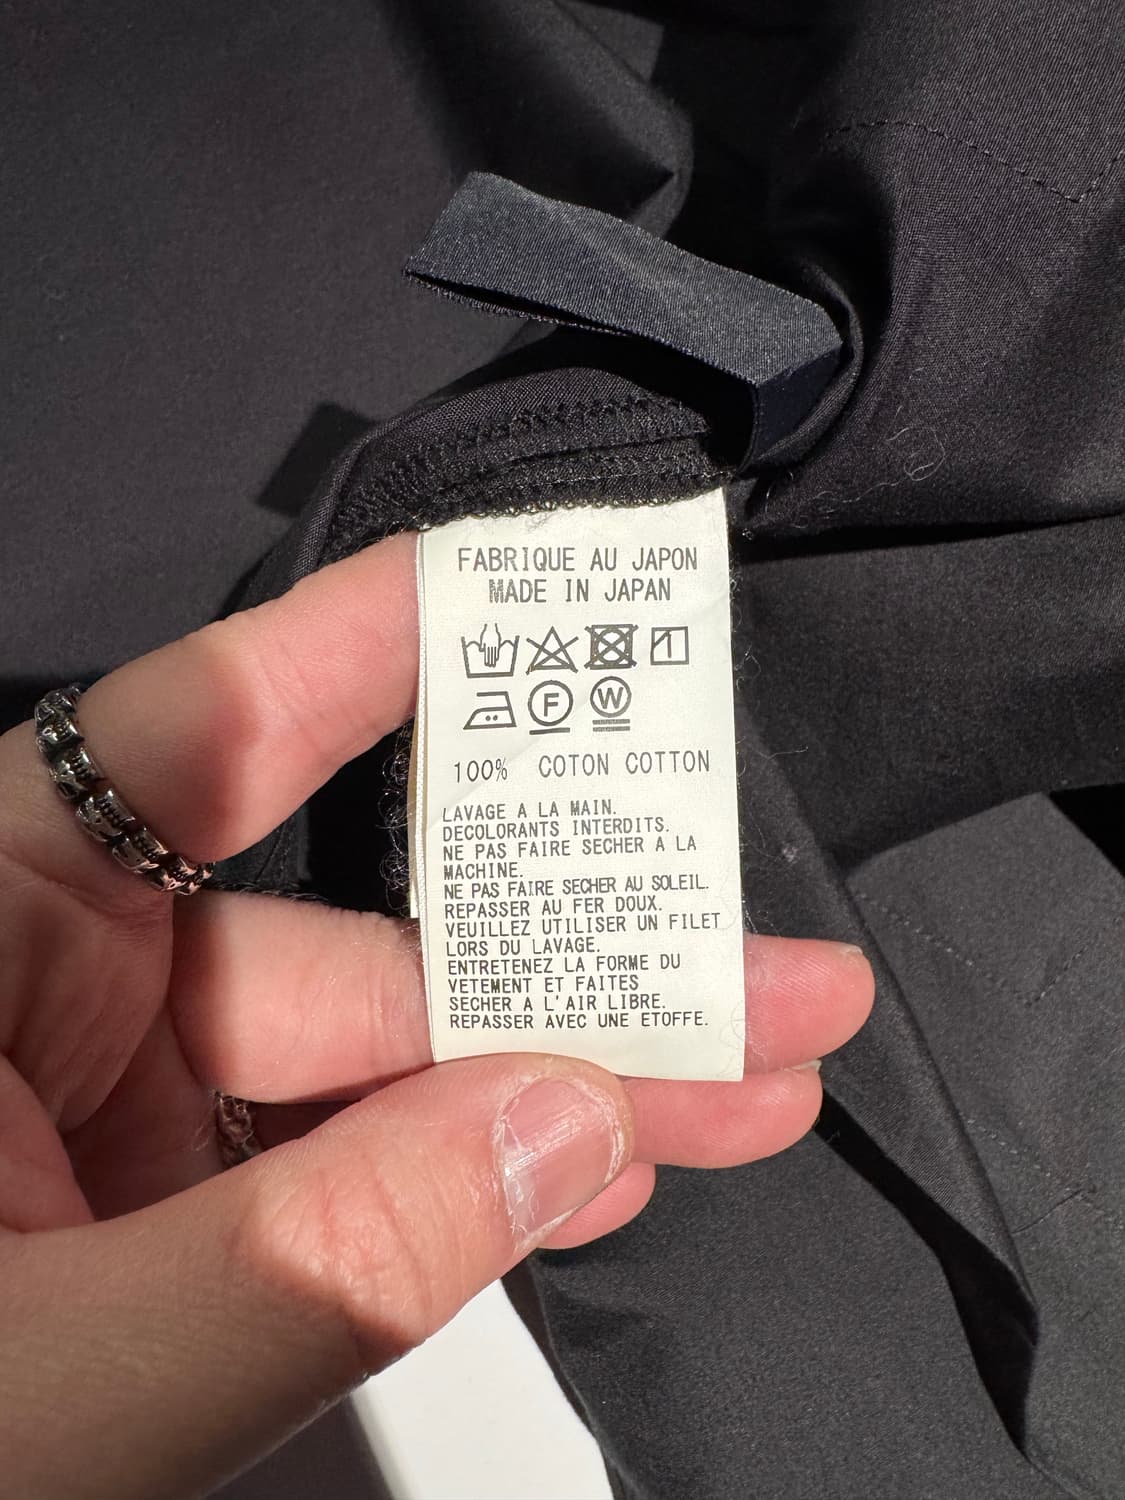 FABRIQUE AU JAPON
MADE IN JAPAN
F W
100% COTON COTTON
LAVAGE A LA MAIN.
DECOLORANTS INTERDITS.
NE PAS FAIRE SECHER A LA
MACHINE.
NE PAS FAIRE SECHER AU SOLEIL.
REPASSER AU FER DOUX.
VEUILLEZ UTILISER UN FILET
LORS DU LAVAGE.
ENTRETENEZ LA FORME DU
VETEMENT ET FAITES
SECHER A L'AIR LIBRE.
REPASSER AVEC UNE ETOFFE.